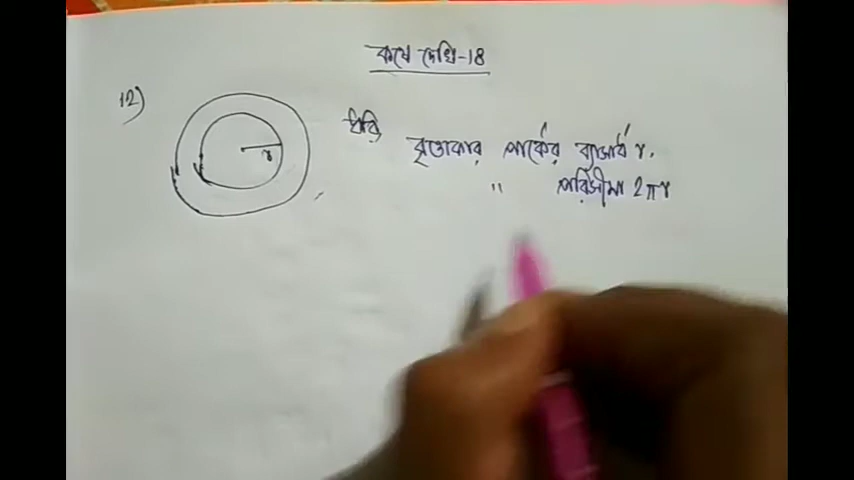 কষে দেখি-18
12)
ধরি, বৃত্তাকার পার্কের ব্যাসার্ধ r.
" পরিসীমা 2πr
r